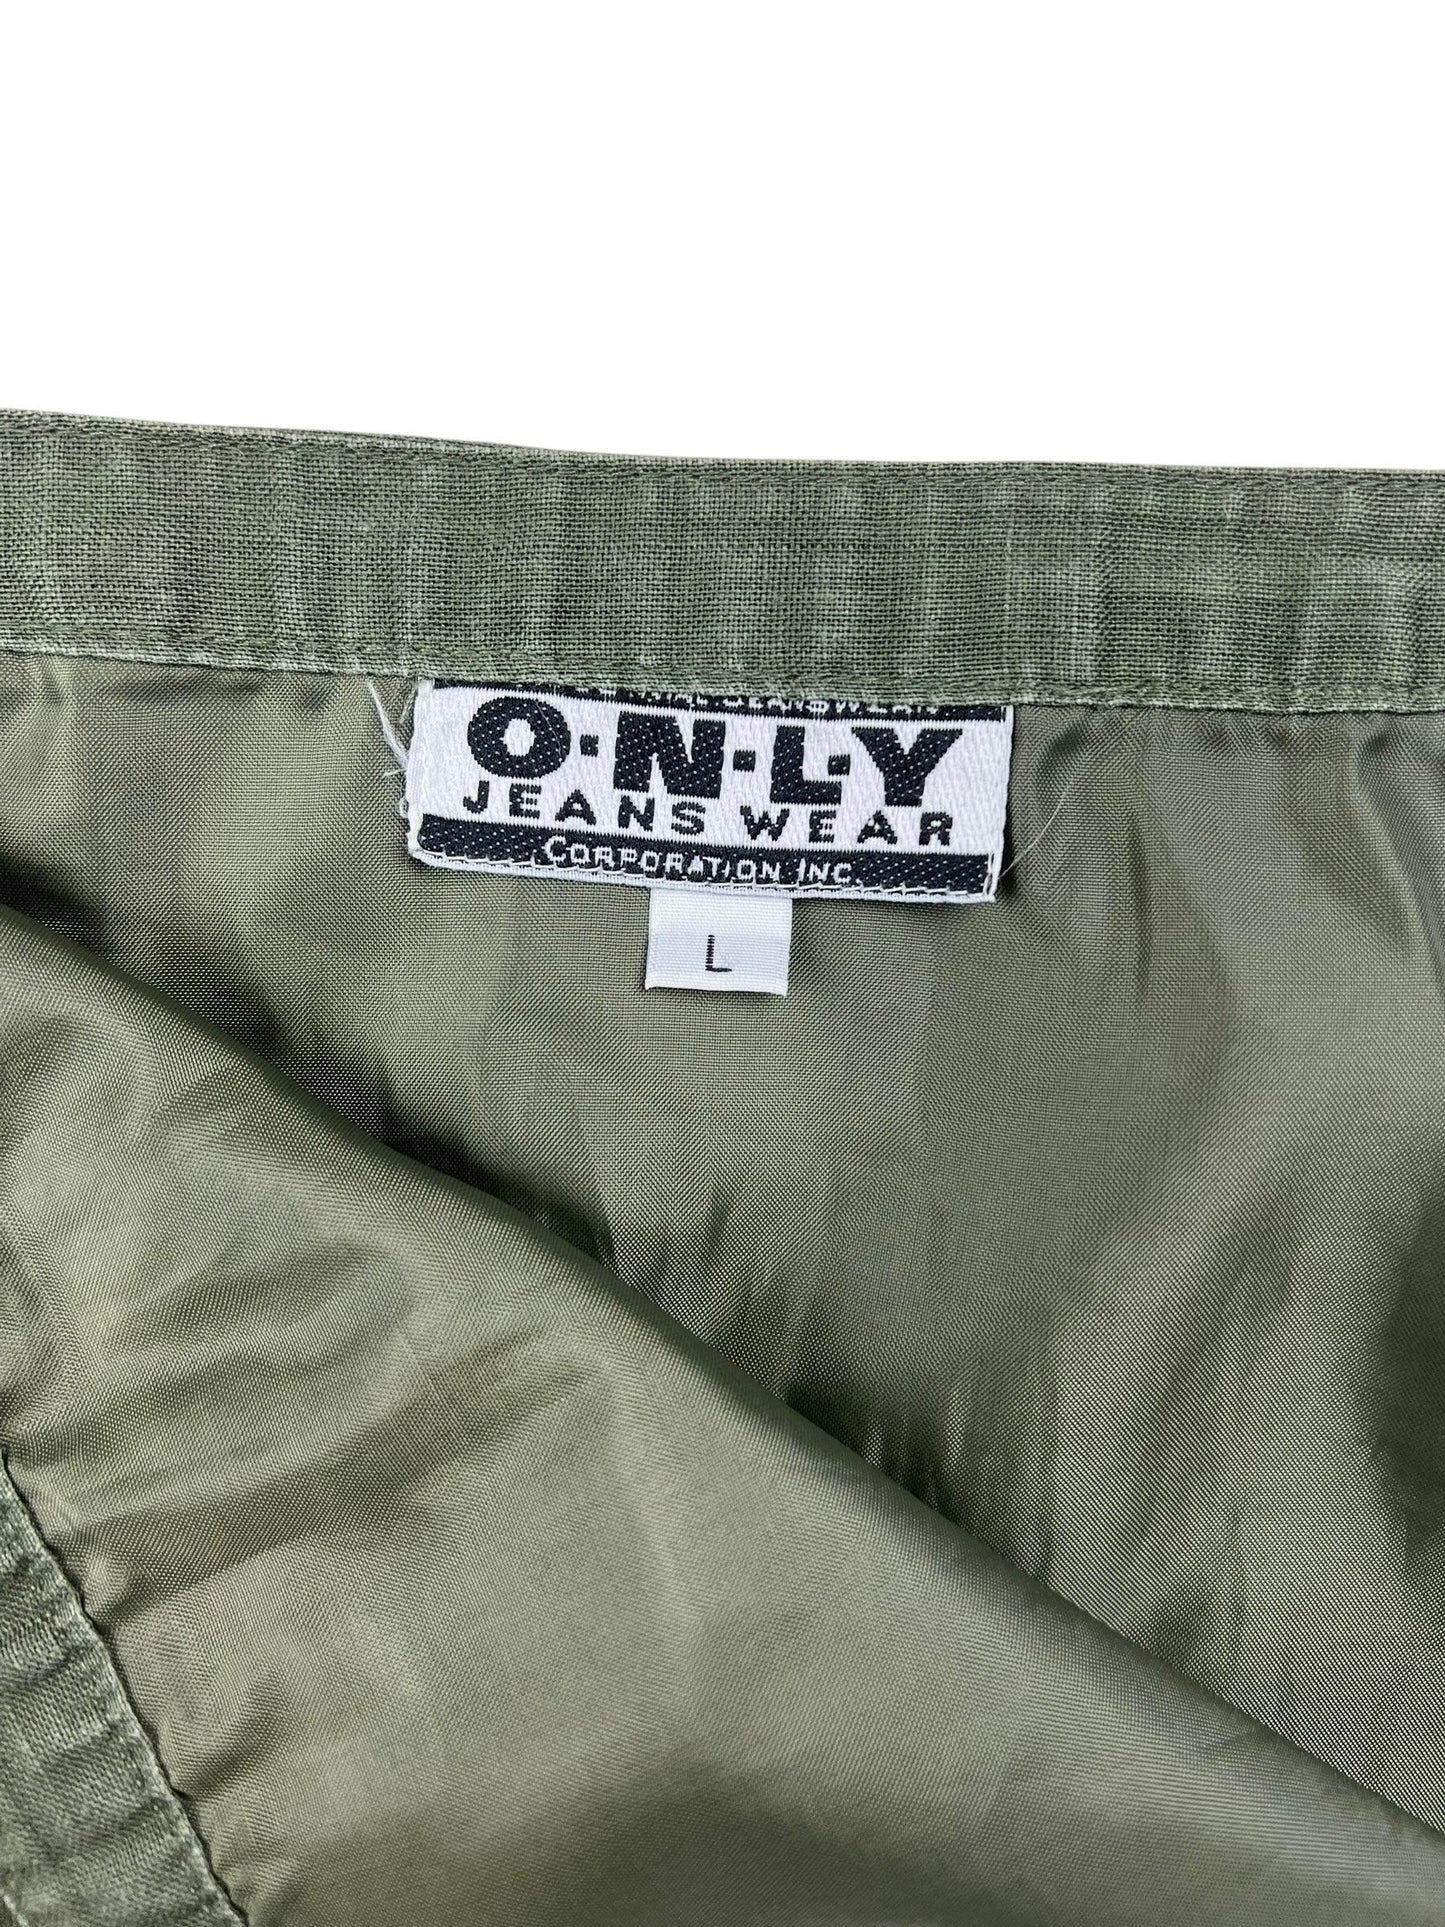 O·N·L·Y
JEANS WEAR
CORPORATION INC.
L